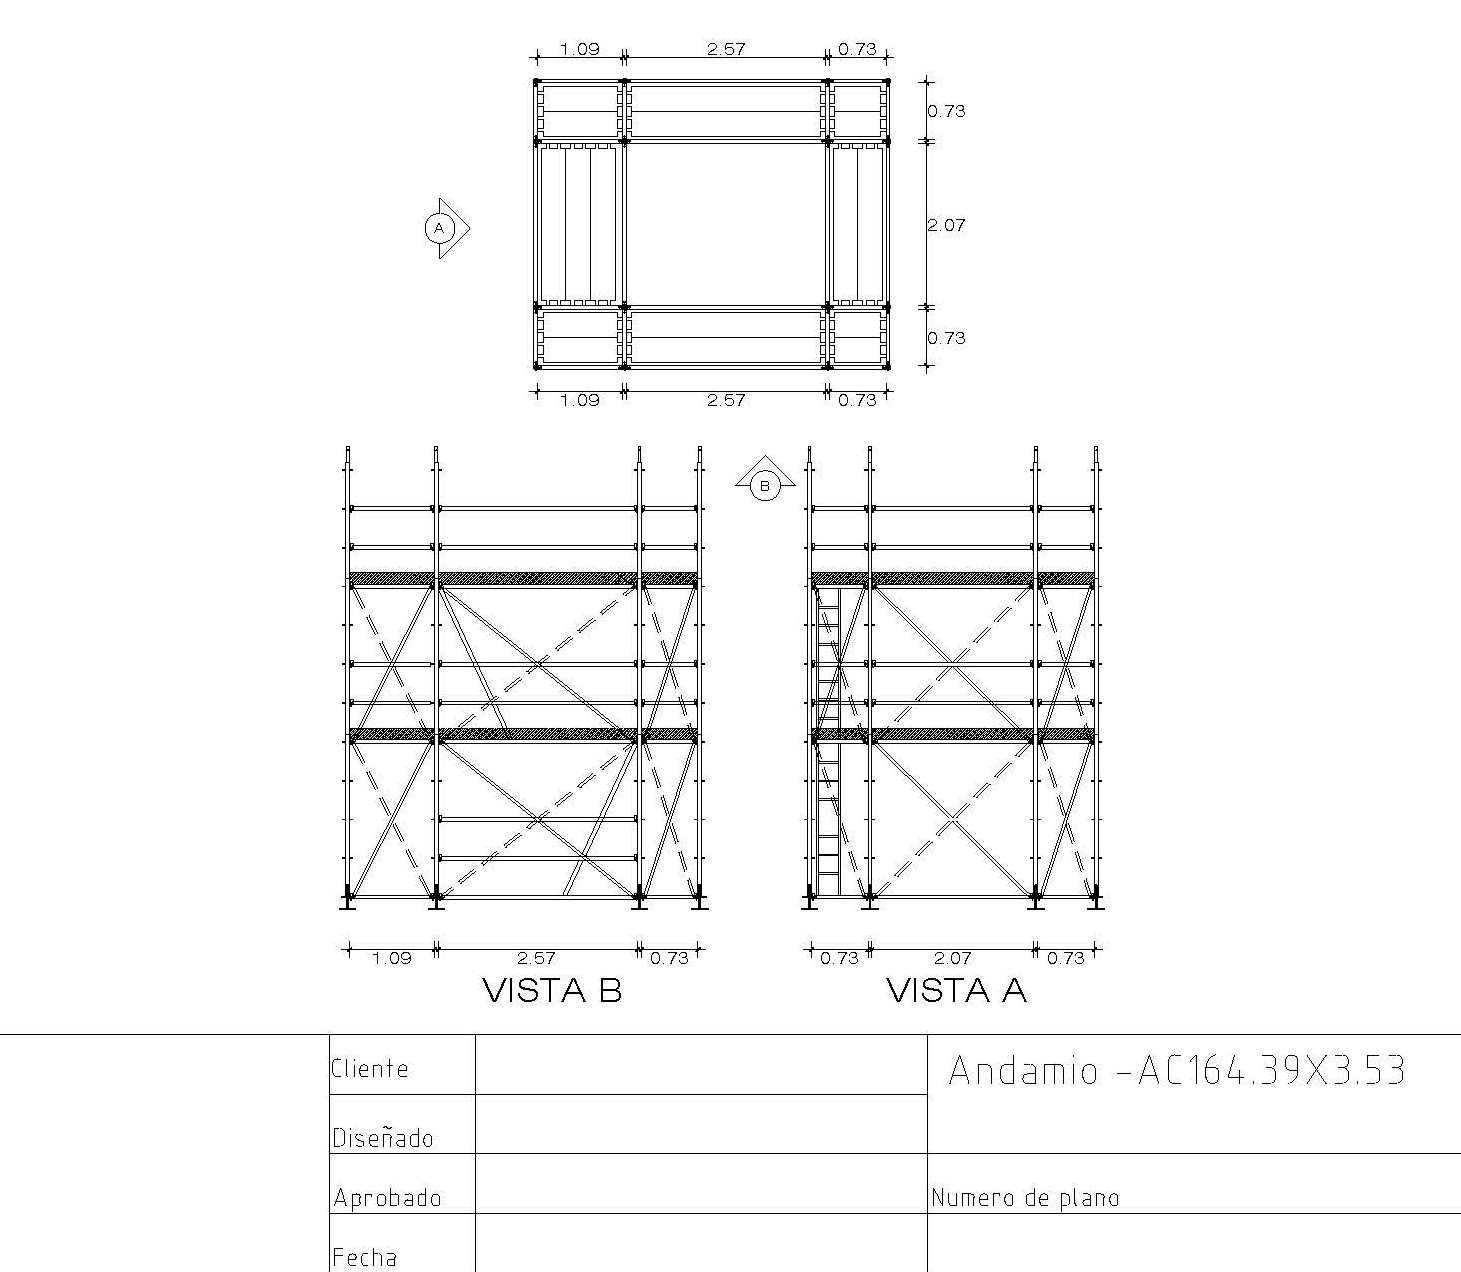 1.09 2.57 0.73
0.73
A
2.07
0.73
1.09 2.57 0.73
B
1.09 2.57 0.73
0.73 2.07 0.73
VISTA B
VISTA A
Cliente
Andamio -AC164.39X3.53
Diseñado
Aprobado
Numero de plano
Fecha